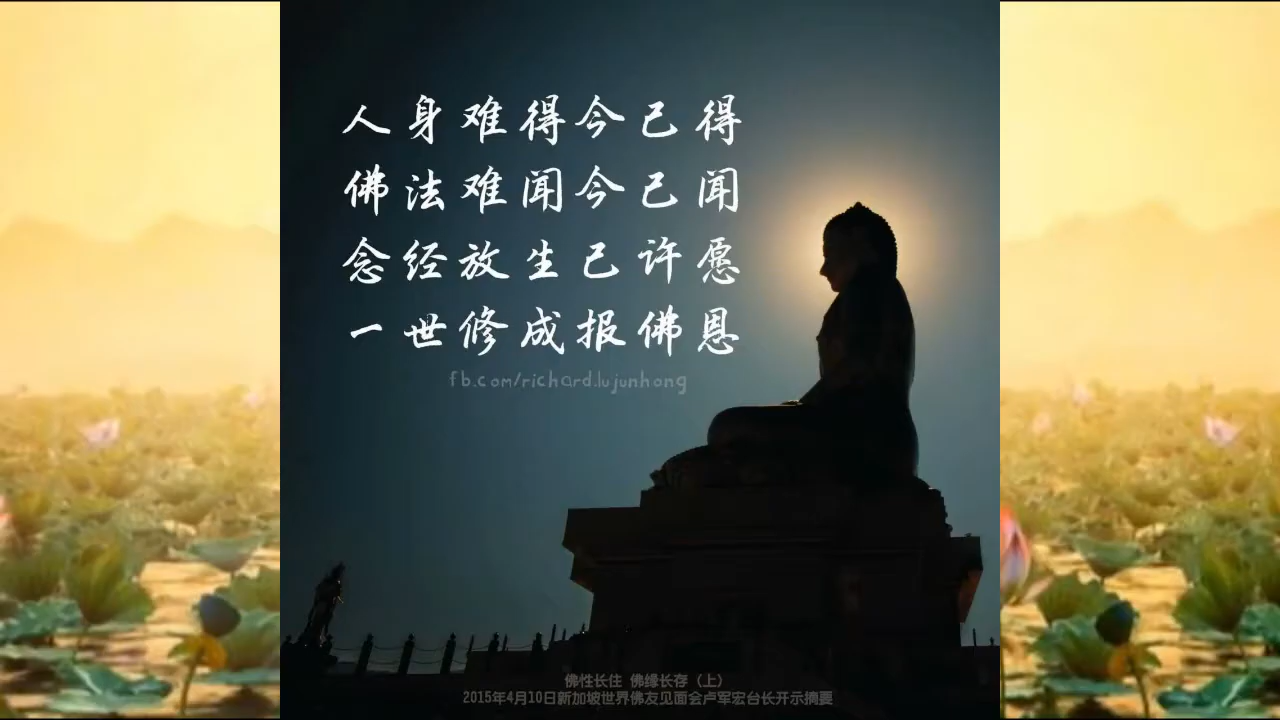 人身难得今已得
佛法难闻今已闻
念经放生已许愿
一世修成报佛恩
fb.com/richard.lujunhong
佛性长住 佛缘长存（上）
2015年4月10日新加坡世界佛友见面会卢军宏台长开示摘要